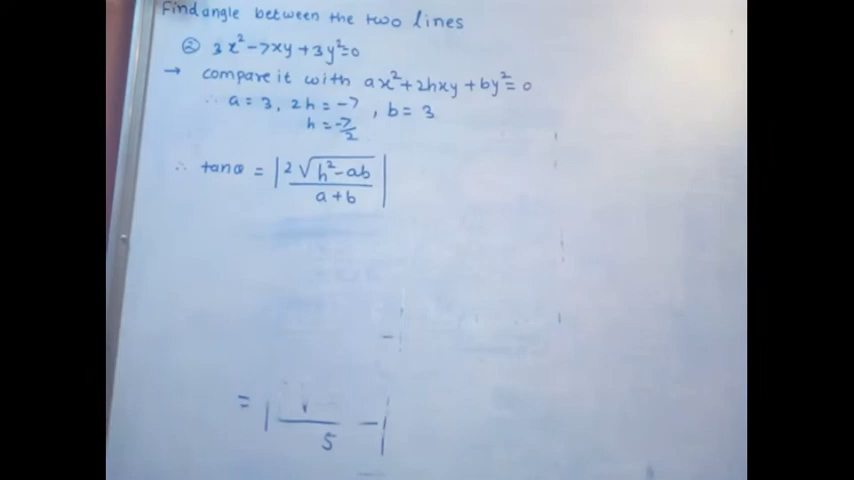 Find angle between the two lines
② 3x²-7xy+3y²=0
→ compare it with ax²+2hxy+by²=0
∴ a=3, 2h=-7, b=3
h=-7/2
∴ tanθ = |2√(h²-ab)/(a+b)|
= | √ / 5 |